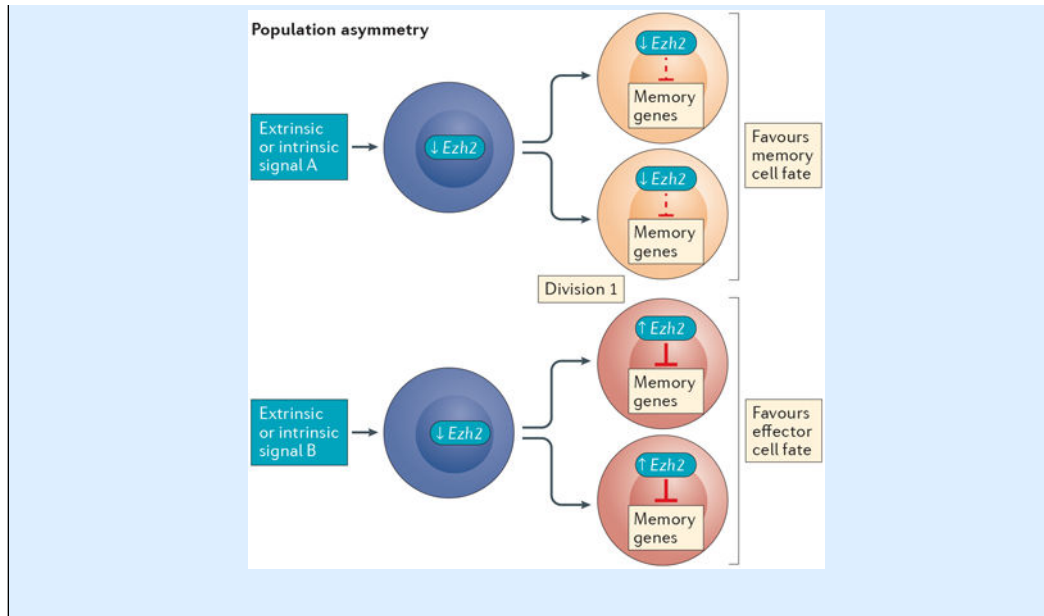 Population asymmetry
Extrinsic
or intrinsic
signal A
↓ Ezh2
↓ Ezh2
Memory
genes
↓ Ezh2
Memory
genes
Favours
memory
cell fate
Division 1
Extrinsic
or intrinsic
signal B
↓ Ezh2
↑ Ezh2
Memory
genes
↑ Ezh2
Memory
genes
Favours
effector
cell fate